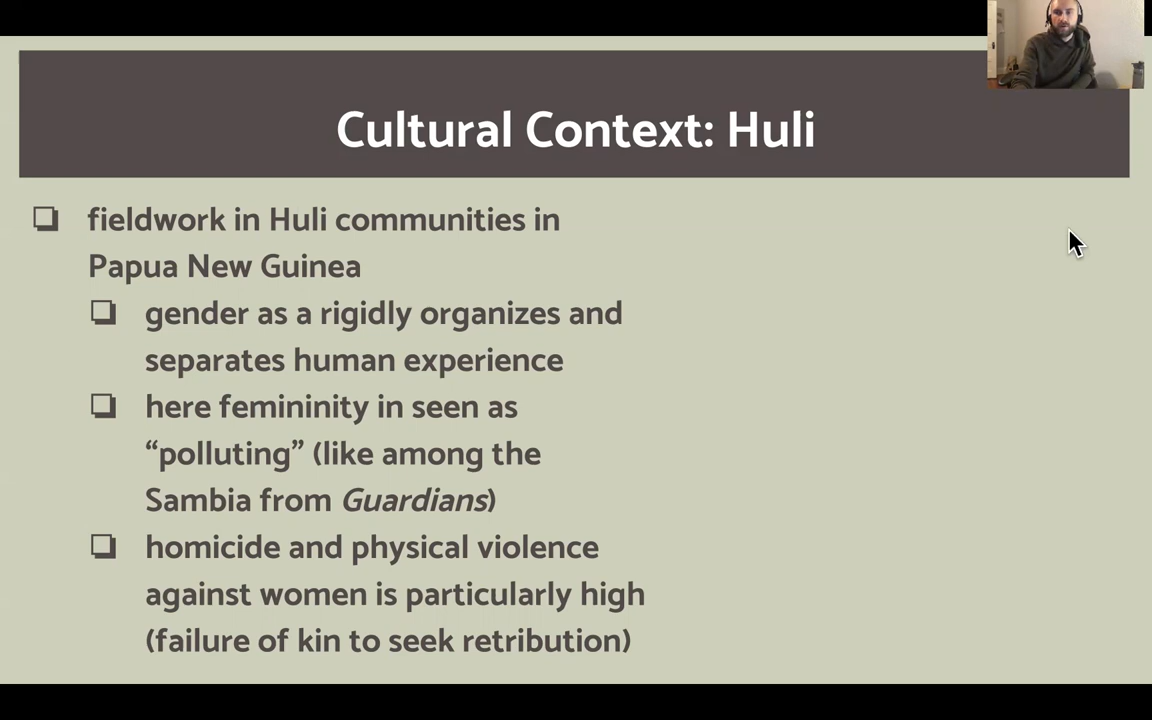 Cultural Context: Huli
❏ fieldwork in Huli communities in
Papua New Guinea
❏ gender as a rigidly organizes and
separates human experience
❏ here femininity in seen as
“polluting” (like among the
Sambia from Guardians)
❏ homicide and physical violence
against women is particularly high
(failure of kin to seek retribution)